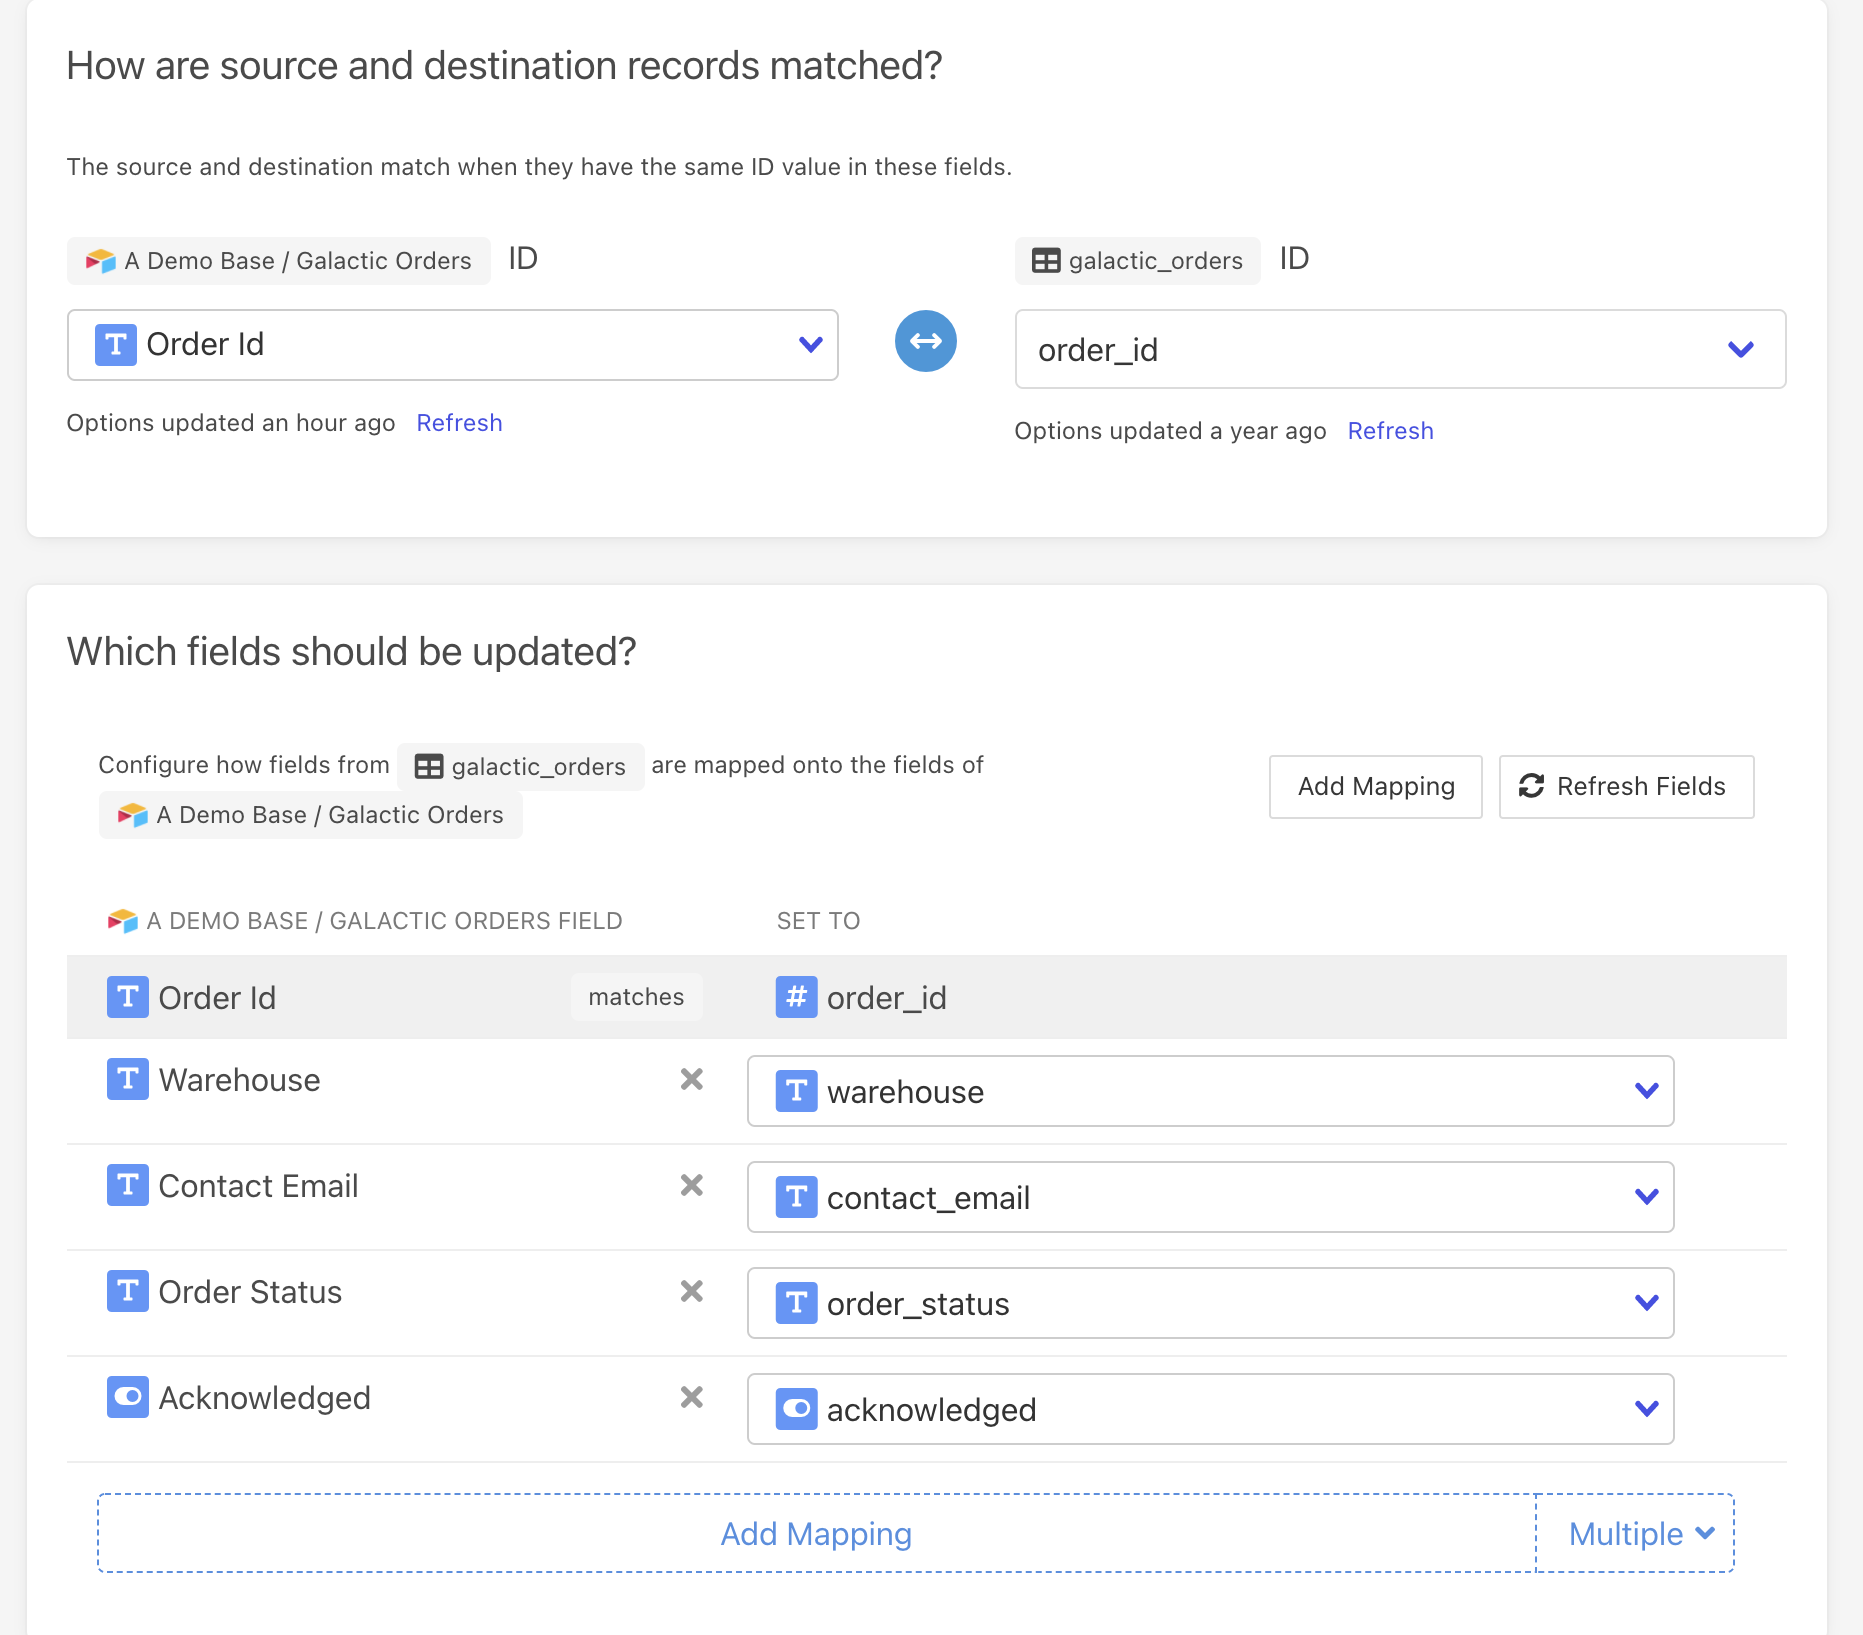 How are source and destination records matched?
The source and destination match when they have the same ID value in these fields.
A Demo Base / Galactic Orders ID
galactic_orders ID
T Order Id
order_id
Options updated an hour ago Refresh
Options updated a year ago Refresh
Which fields should be updated?
Configure how fields from galactic_orders are mapped onto the fields of
A Demo Base / Galactic Orders
Add Mapping
Refresh Fields
A DEMO BASE / GALACTIC ORDERS FIELD SET TO
T Order Id matches # order_id
T Warehouse T warehouse
T Contact Email T contact_email
T Order Status T order_status
Acknowledged acknowledged
Add Mapping Multiple